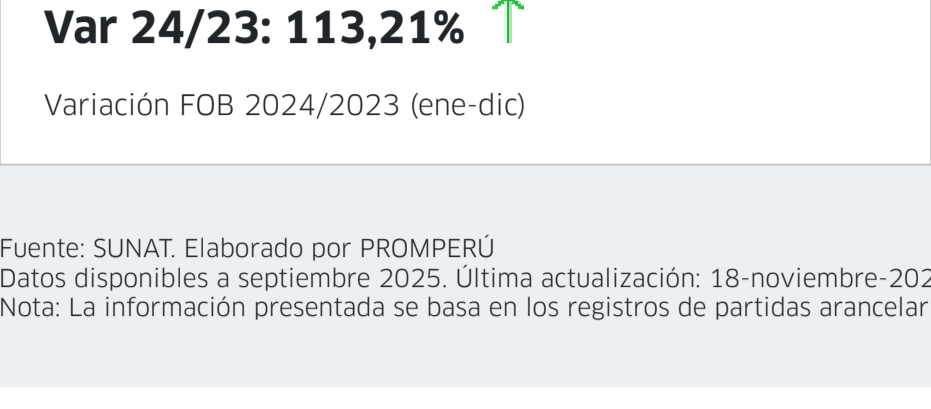 Var 24/23: 113,21%
Variación FOB 2024/2023 (ene-dic)
Fuente: SUNAT. Elaborado por PROMPERÚ
Datos disponibles a septiembre 2025. Última actualización: 18-noviembre-202
Nota: La información presentada se basa en los registros de partidas arancelar